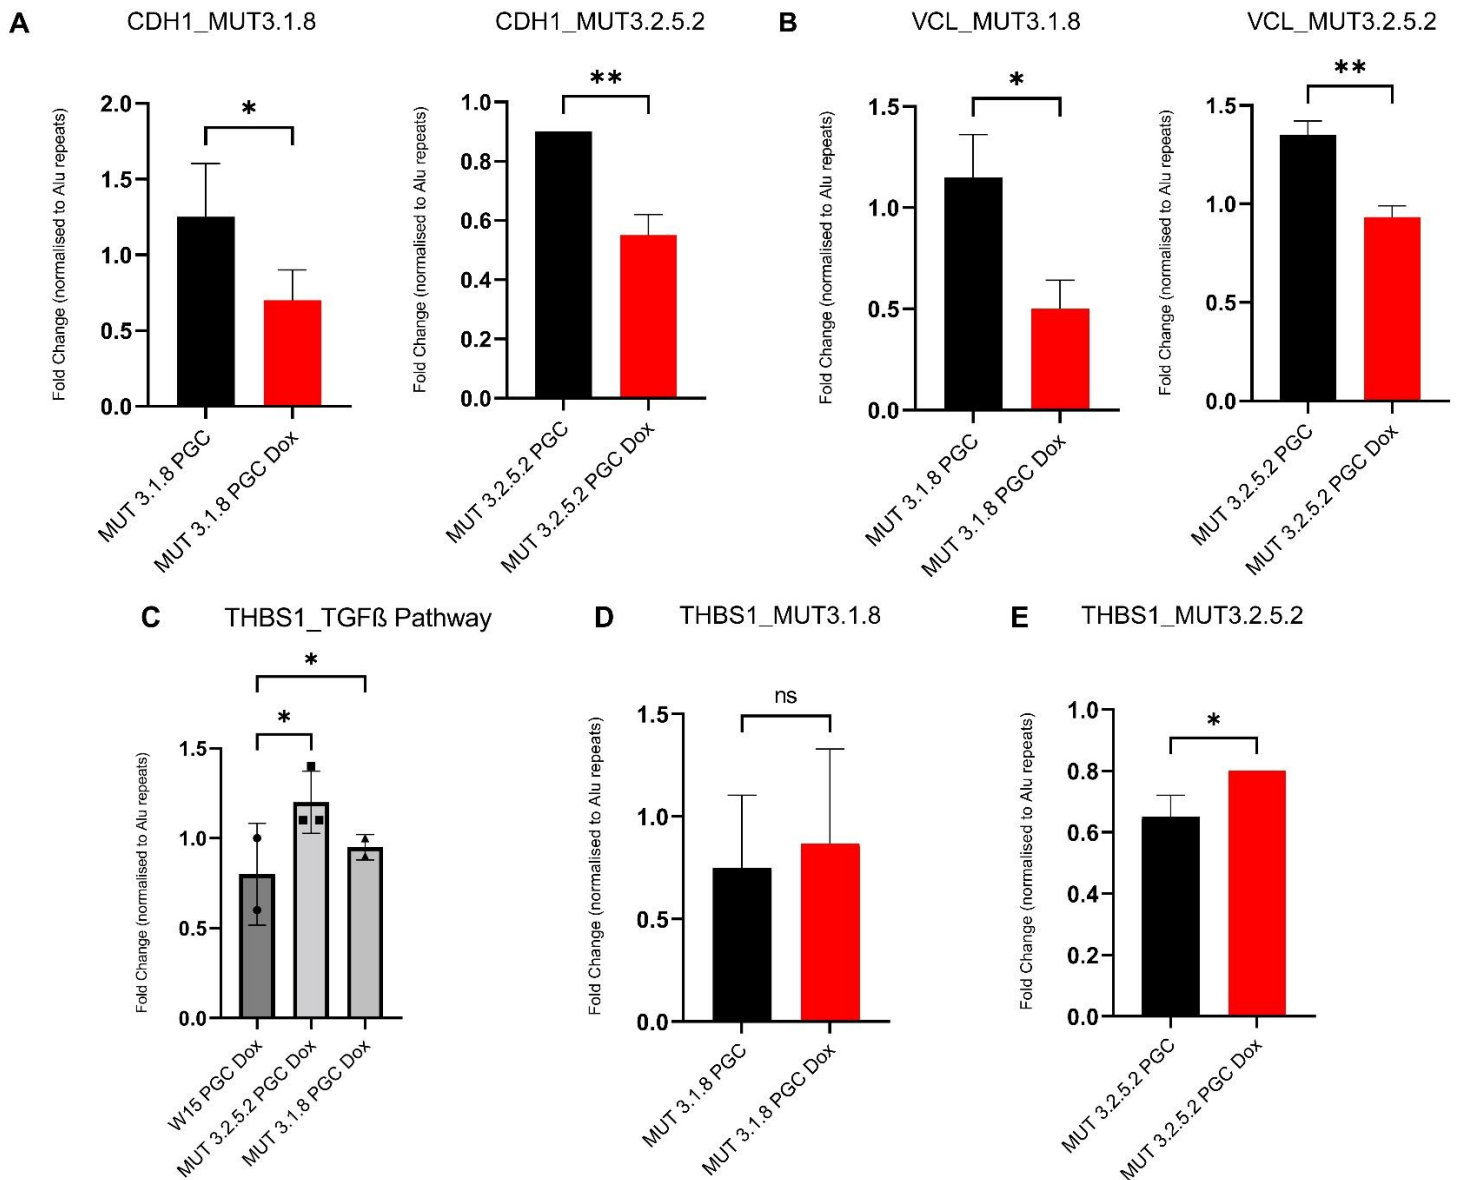 A
CDH1_MUT3.1.8
CDH1_MUT3.2.5.2
B
VCL_MUT3.1.8
VCL_MUT3.2.5.2
Fold Change (normalised to Alu repeats)
2.0
1.5
1.0
0.5
0.0
*
MUT 3.1.8 PGC
MUT 3.1.8 PGC Dox
Fold Change (normalised to Alu repeats)
1.0
0.8
0.6
0.4
0.2
0.0
**
MUT 3.2.5.2 PGC
MUT 3.2.5.2 PGC Dox
Fold Change (normalised to Alu repeats)
1.5
1.0
0.5
0.0
*
MUT 3.1.8 PGC
MUT 3.1.8 PGC Dox
Fold Change (normalised to Alu repeats)
1.5
1.0
0.5
0.0
**
MUT 3.2.5.2 PGC
MUT 3.2.5.2 PGC Dox
C
THBS1_TGFß Pathway
Fold Change (normalised to Alu repeats)
1.5
1.0
0.5
0.0
*
*
W15 PGC Dox
MUT 3.2.5.2 PGC Dox
MUT 3.1.8 PGC Dox
D
THBS1_MUT3.1.8
Fold Change (normalised to Alu repeats)
1.5
1.0
0.5
0.0
ns
MUT 3.1.8 PGC
MUT 3.1.8 PGC Dox
E
THBS1_MUT3.2.5.2
Fold Change (normalised to Alu repeats)
1.0
0.8
0.6
0.4
0.2
0.0
*
MUT 3.2.5.2 PGC
MUT 3.2.5.2 PGC Dox